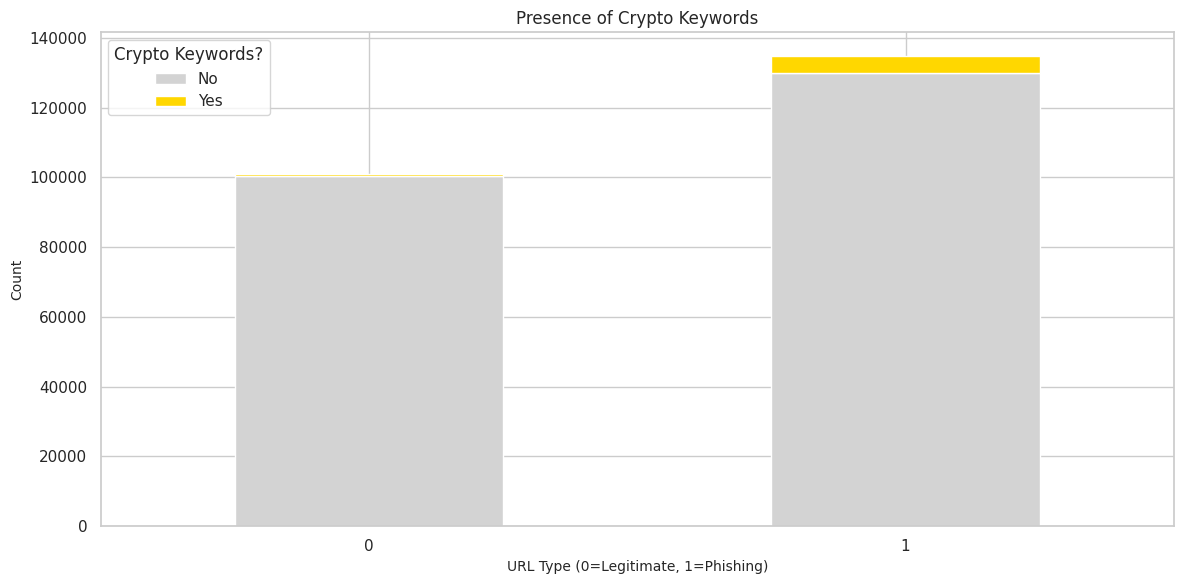 Presence of Crypto Keywords
Crypto Keywords?
No
Yes
Count
140000
120000
100000
80000
60000
40000
20000
0
0
1
URL Type (0=Legitimate, 1=Phishing)